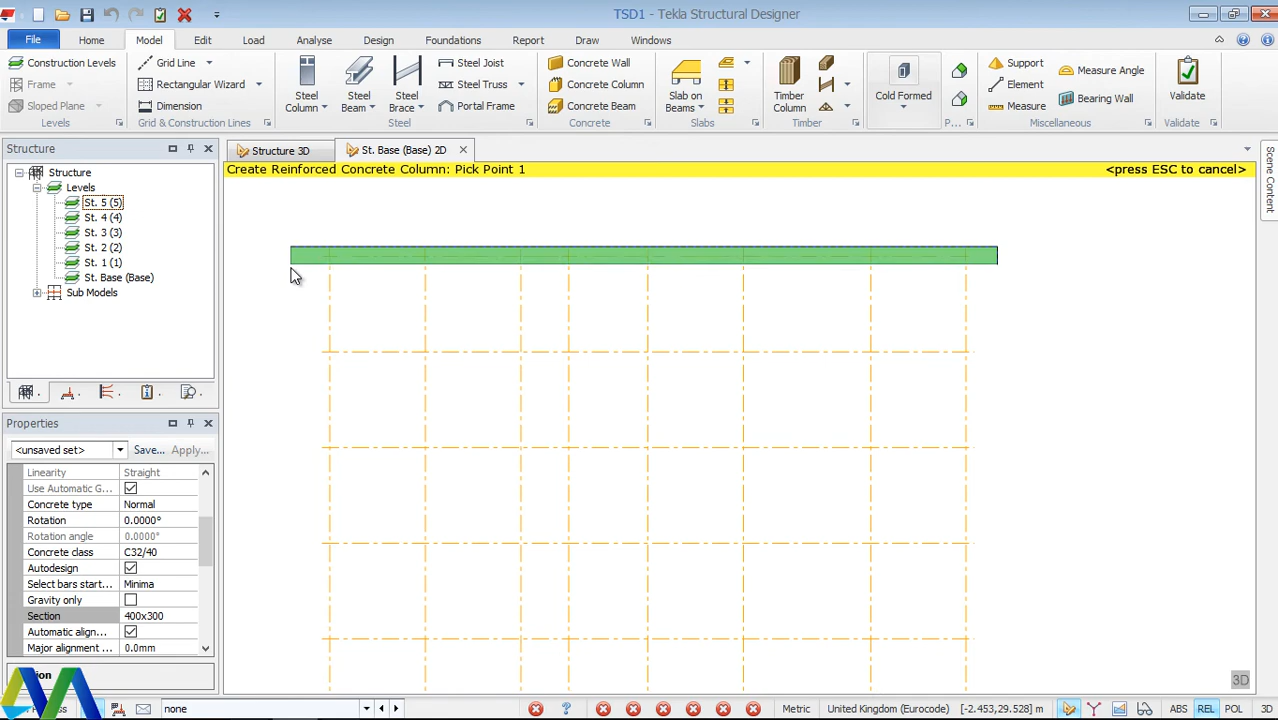 TSD1 - Tekla Structural Designer
File Home Model Edit Load Analyse Design Foundations Report Draw Windows
Construction Levels
Frame
Sloped Plane
Levels
Grid Line
Rectangular Wizard
Dimension
Grid & Construction Lines
Steel Column
Steel Beam
Steel Brace
Steel Joist
Steel Truss
Portal Frame
Steel
Concrete Wall
Concrete Column
Concrete Beam
Concrete
Slab on Beams
Slabs
Timber Column
Timber
Cold Formed
P...
Support
Element
Measure
Measure Angle
Bearing Wall
Miscellaneous
Validate
Validate
Structure
Structure 3D
St. Base (Base) 2D
Create Reinforced Concrete Column: Pick Point 1
<press ESC to cancel>
Scene Content
Structure
Levels
St. 5 (5)
St. 4 (4)
St. 3 (3)
St. 2 (2)
St. 1 (1)
St. Base (Base)
Sub Models
Properties
<unsaved set> Save... Apply...
Linearity Straight
Use Automatic G...
Concrete type Normal
Rotation 0.0000°
Rotation angle 0.0000°
Concrete class C32/40
Autodesign
Select bars start... Minima
Gravity only
Section 400x300
Automatic align...
Major alignment ... 0.0mm
3D
none
Metric United Kingdom (Eurocode) [-2.453,29.528] m ABS REL POL 3D